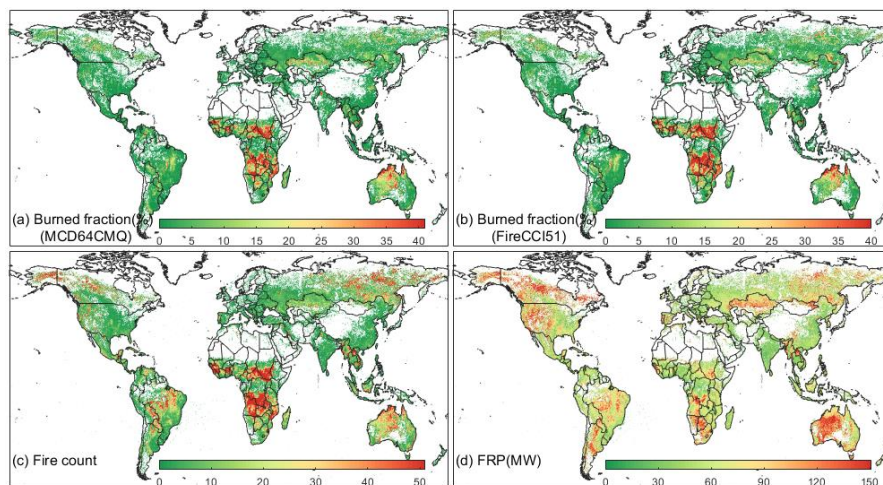 (a) Burned fraction(%)
(MCD64CMQ)
0 5 10 15 20 25 30 35 40
(b) Burned fraction(%)
(FireCCI51)
0 5 10 15 20 25 30 35 40
(c) Fire count
0 10 20 30 40 50
(d) FRP(MW)
0 30 60 90 120 150